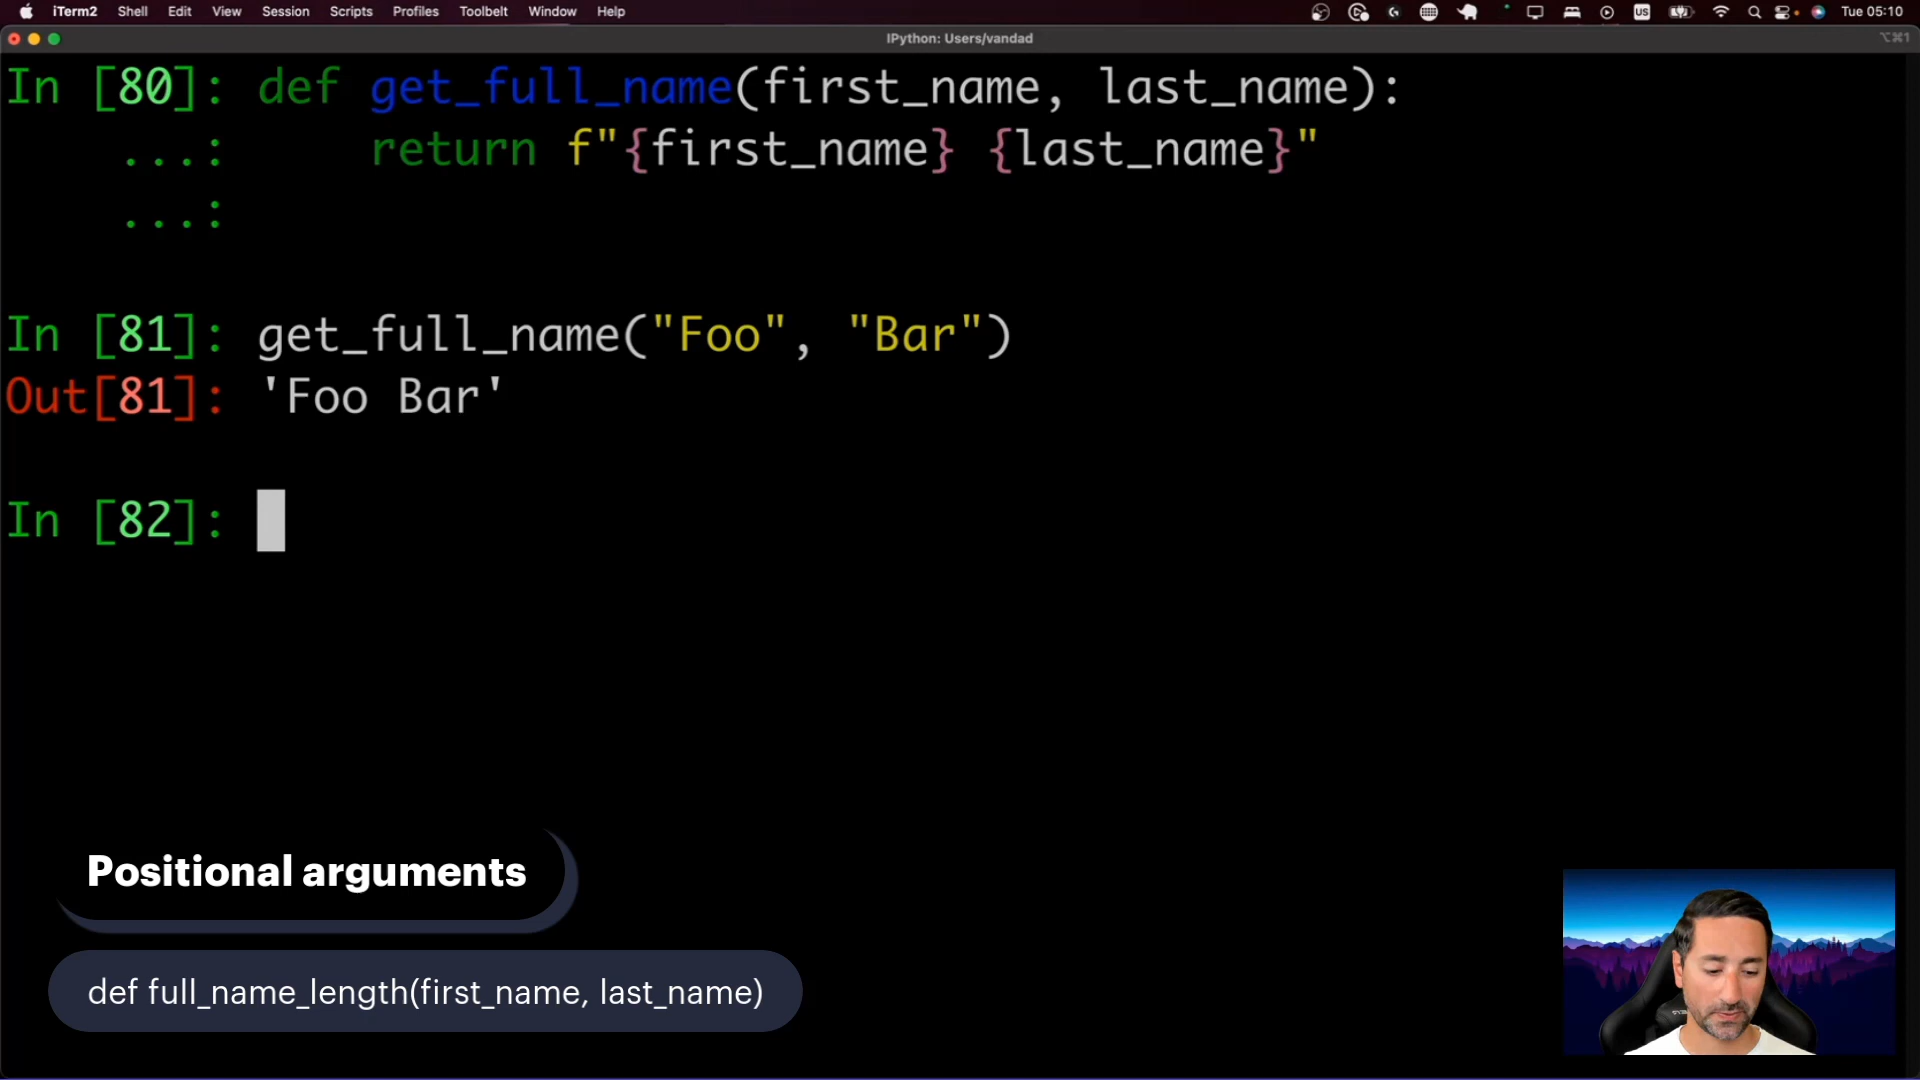 iTerm2 Shell Edit View Session Scripts Profiles Toolbelt Window Help US Tue 05:10
IPython: Users/vandad ⌥⌘1
In [80]: def get_full_name(first_name, last_name):
...: return f"{first_name} {last_name}"
...:
In [81]: get_full_name("Foo", "Bar")
Out[81]: 'Foo Bar'
In [82]:
Positional arguments
def full_name_length(first_name, last_name)